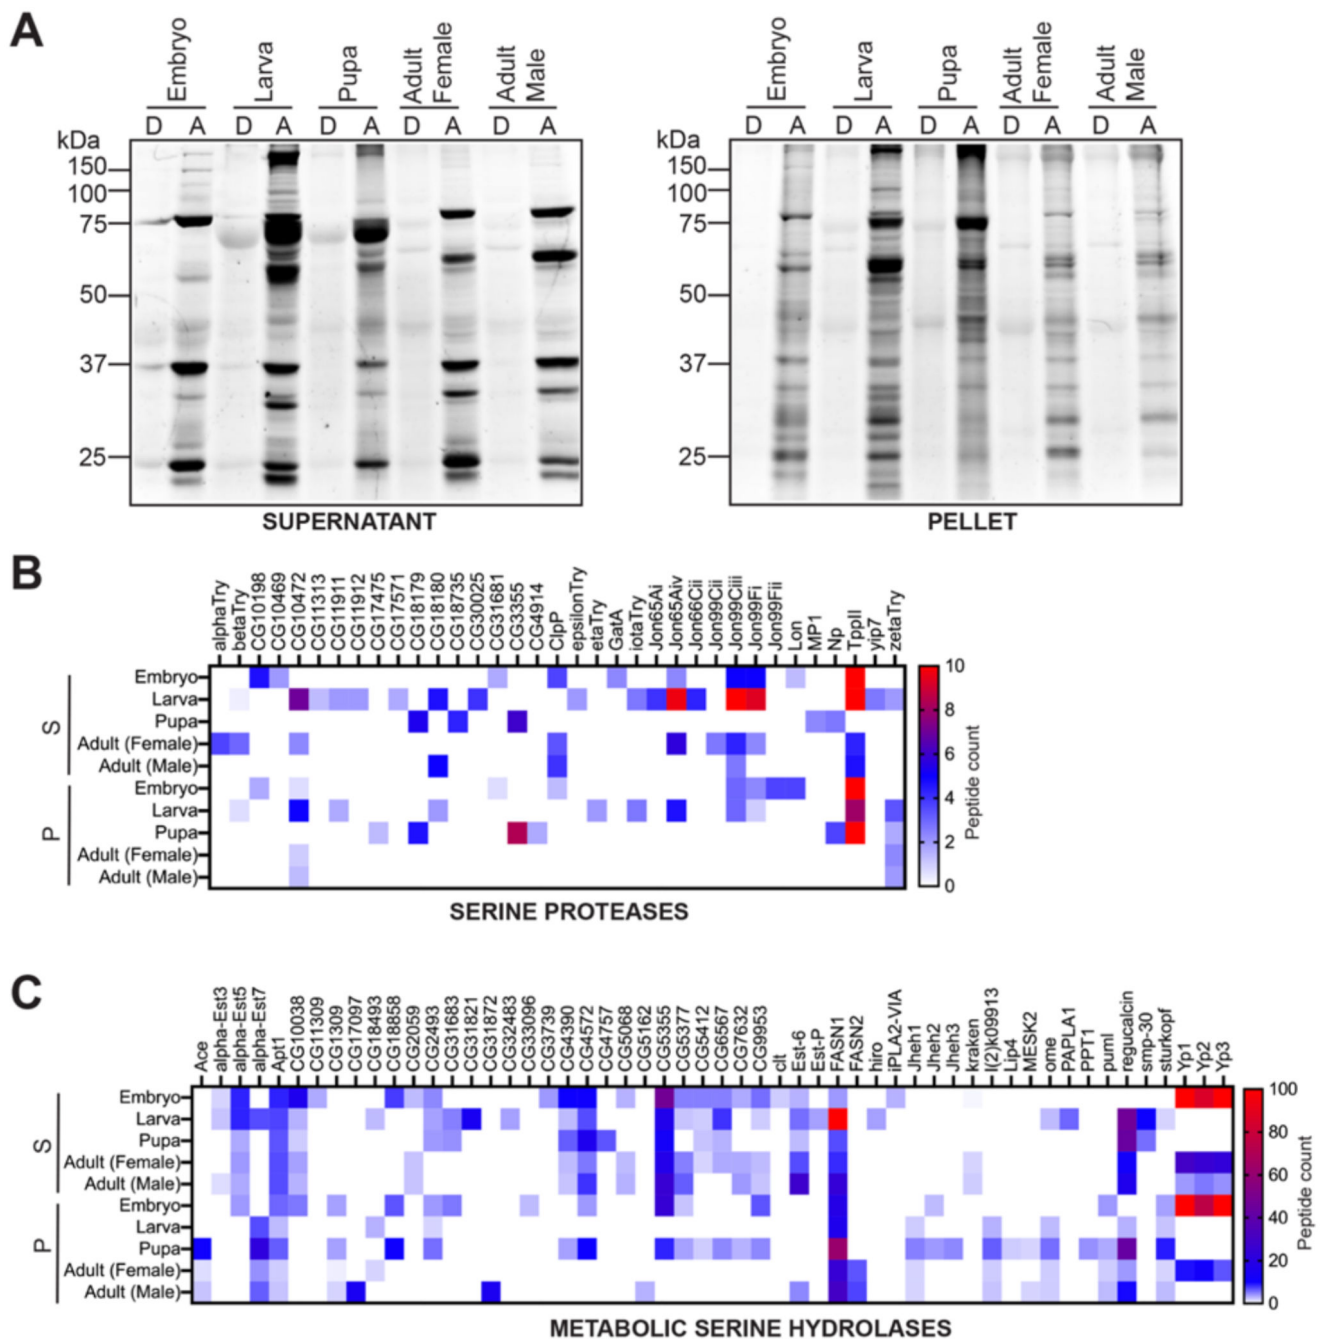 A
Embryo Larva Pupa Adult Female Adult Male
D A D A D A D A D A
kDa
150
100
75
50
37
25
SUPERNATANT
Embryo Larva Pupa Adult Female Adult Male
D A D A D A D A D A
kDa
150
100
75
50
37
25
PELLET
B
alphaTry betaTry CG10198 CG10469 CG10472 CG11313 CG11911 CG11912 CG17475 CG17571 CG18179 CG18180 CG18735 CG30025 CG31681 CG3355 CG4914 ClpP epsilonTry etaTry GatA iotaTry Jon65Ai Jon65Aiv Jon66Cii Jon99Cii Jon99Ciii Jon99Fi Jon99Fii Lon MP1 Np TppII yip7 zetaTry
S
Embryo
Larva
Pupa
Adult (Female)
Adult (Male)
P
Embryo
Larva
Pupa
Adult (Female)
Adult (Male)
10
8
6
4
2
0
Peptide count
SERINE PROTEASES
C
Ace alpha-Est3 alpha-Est5 alpha-Est7 Apt1 CG10038 CG11309 CG1309 CG17097 CG18493 CG18858 CG2059 CG2493 CG31683 CG31821 CG31872 CG32483 CG33096 CG3739 CG4390 CG4572 CG4757 CG5068 CG5162 CG5355 CG5377 CG5412 CG6567 CG7632 CG9953 clt Est-6 Est-P FASN1 FASN2 hiro iPLA2-VIA Jheh1 Jheh2 Jheh3 kraken l(2)k09913 Lip4 MESK2 ome PAPLA1 PPT1 puml regucalcin smp-30 sturkopf Yp1 Yp2 Yp3
S
Embryo
Larva
Pupa
Adult (Female)
Adult (Male)
P
Embryo
Larva
Pupa
Adult (Female)
Adult (Male)
100
80
60
40
20
0
Peptide count
METABOLIC SERINE HYDROLASES